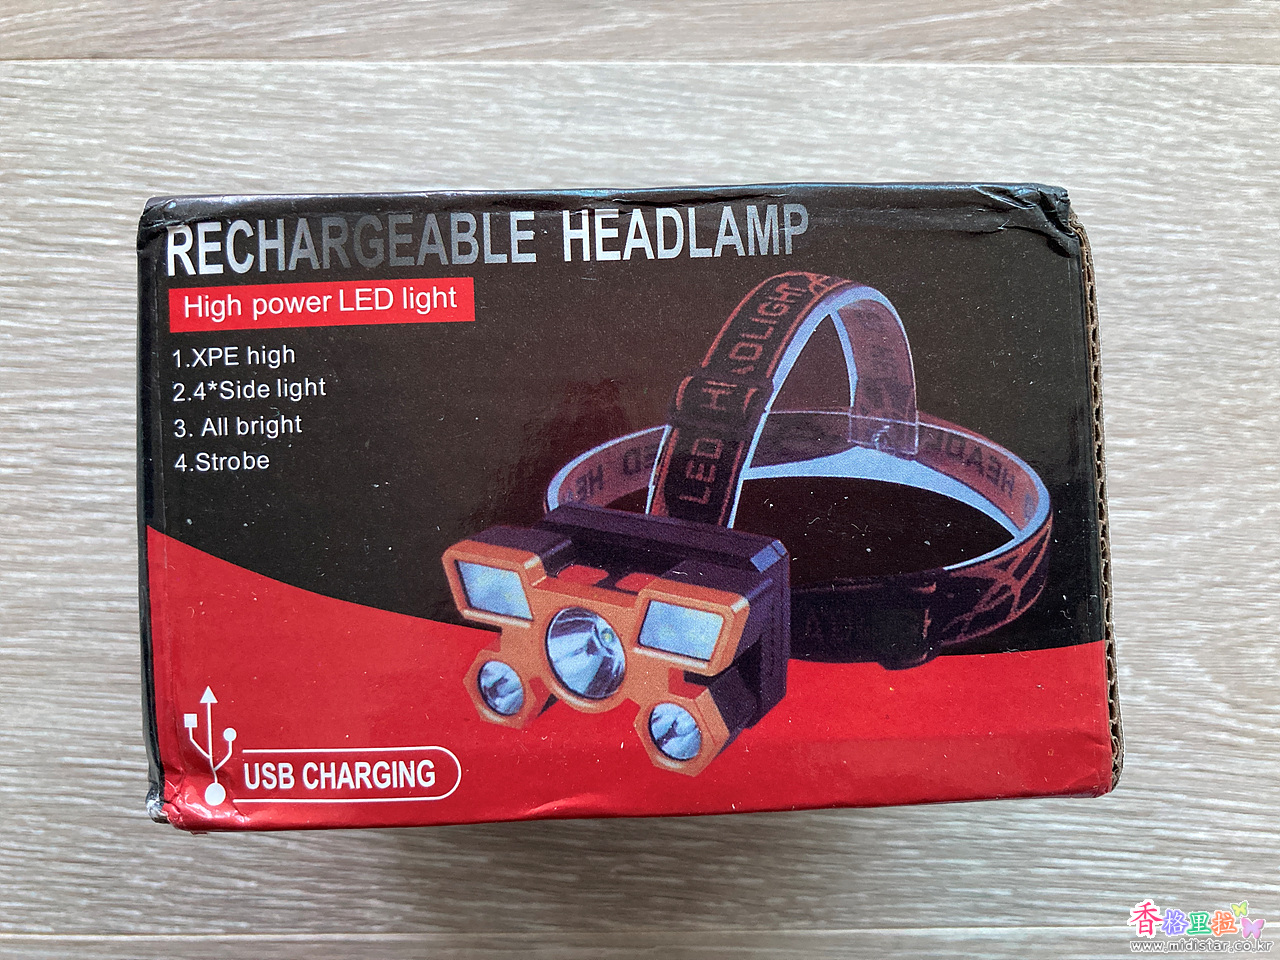 RECHARGEABLE HEADLAMP
High power LED light
1.XPE high
2.4*Side light
3. All bright
4.Strobe
LED HEADLIGHT
USB CHARGING
香格里拉
www.midistar.co.kr